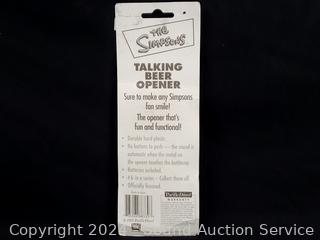 THE
SIMPSONS
TALKING
BEER
OPENER
Sure to make any Simpsons
fan smile!
The opener that's
fun and functional!
• Durable hard plastic.
• No buttons to push – the sound is
automatic when the metal on
the opener touches the bottlecap
• Batteries included.
in a series – Collect them all
• Officially licensed.
Pacific Direct
WARRANTY
Copyright 2024 - Sound Auction Service